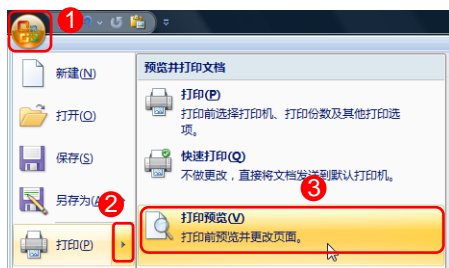 1
预览并打印文档
新建(N)
打印(P)
打印前选择打印机、打印份数及其他打印选
项。
打开(O)
快速打印(Q)
不做更改，直接将文档发送到默认打印机。
保存(S)
3
另存为(A)
2
打印预览(V)
打印前预览并更改页面。
打印(P)